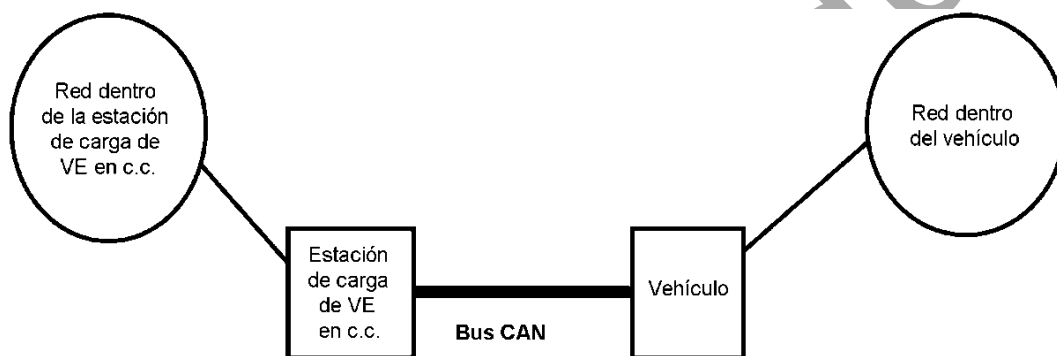 Red dentro
de la estación
de carga de
VE en c.c.
Red dentro
del vehículo
Estación
de carga
de VE
en c.c.
Bus CAN
Vehículo